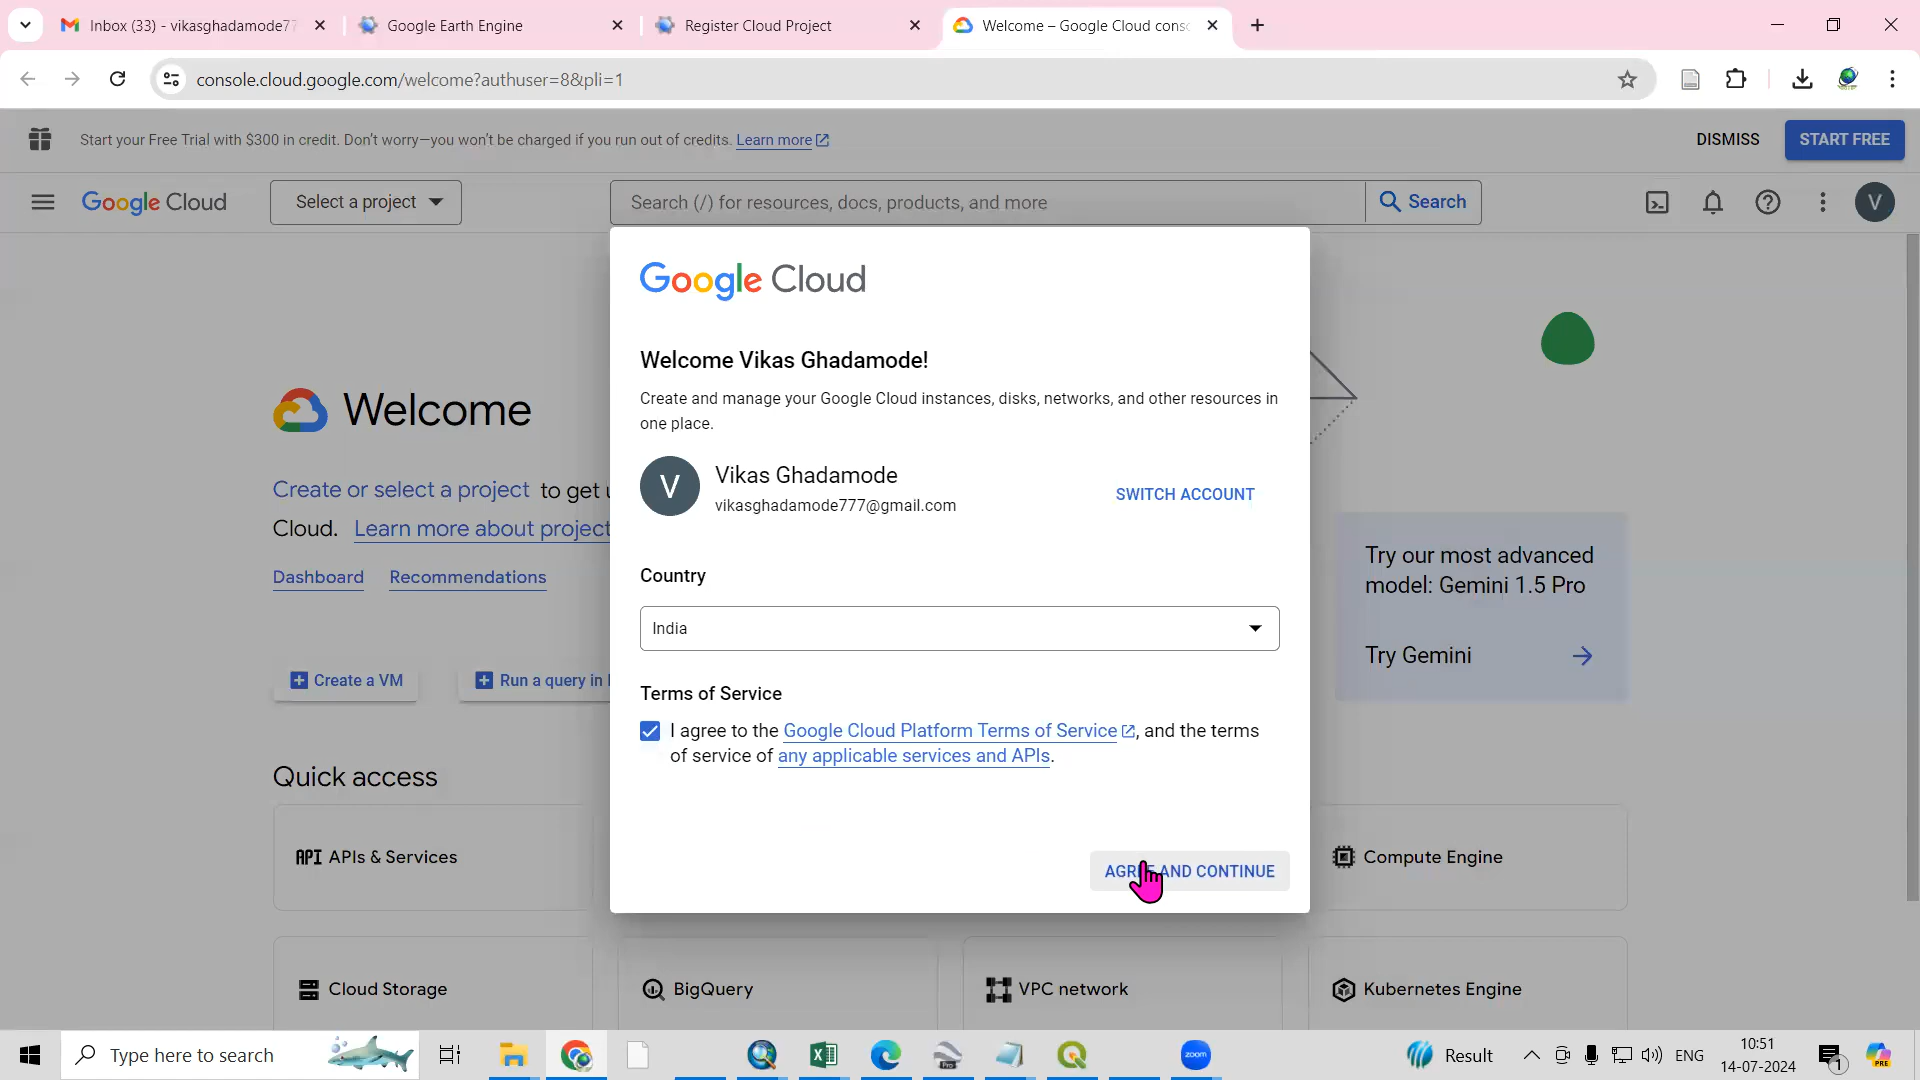 Inbox (33) - vikasghadamode77
Google Earth Engine
Register Cloud Project
Welcome – Google Cloud conso
console.cloud.google.com/welcome?authuser=8&pli=1
Start your Free Trial with $300 in credit. Don't worry—you won't be charged if you run out of credits. Learn more
DISMISS
START FREE
Google Cloud
Select a project
Search (/) for resources, docs, products, and more
Search
V
Google Cloud
Welcome Vikas Ghadamode!
Create and manage your Google Cloud instances, disks, networks, and other resources in
one place.
V
Vikas Ghadamode
vikasghadamode777@gmail.com
SWITCH ACCOUNT
Country
India
Terms of Service
I agree to the Google Cloud Platform Terms of Service, and the terms
of service of any applicable services and APIs.
AGREE AND CONTINUE
Welcome
Create or select a project to get
Cloud. Learn more about project
Dashboard Recommendations
Create a VM
Run a query in
Try our most advanced
model: Gemini 1.5 Pro
Try Gemini
Quick access
API APIs & Services
Compute Engine
Cloud Storage
BigQuery
VPC network
Kubernetes Engine
Type here to search
Pro
zoom
Result
ENG
10:51
14-07-2024
1
PRE